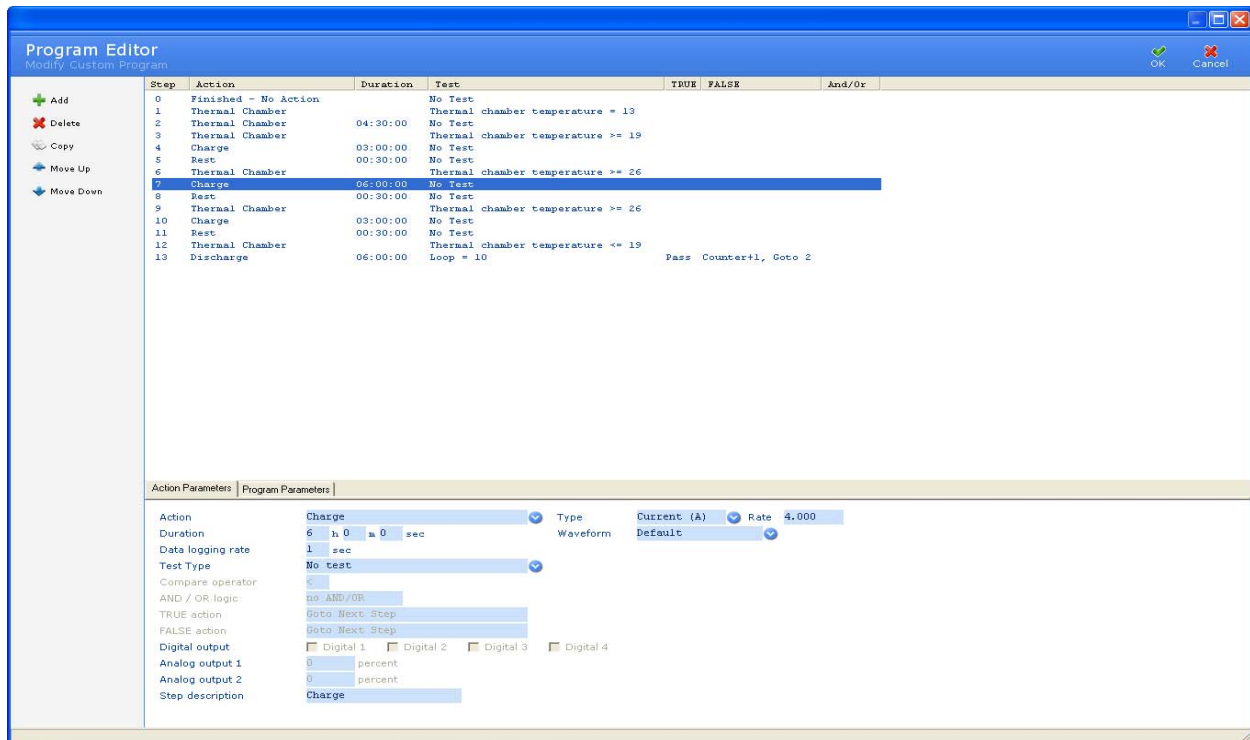 Program Editor
Modify Custom Program
OK
Cancel
Add
Delete
Copy
Move Up
Move Down
Step Action Duration Test TRUE FALSE And/Or
0 Finished - No Action No Test
1 Thermal Chamber Thermal chamber temperature = 13
2 Thermal Chamber 04:30:00 No Test
3 Thermal Chamber Thermal chamber temperature >= 19
4 Charge 03:00:00 No Test
5 Rest 00:30:00 No Test
6 Thermal Chamber Thermal chamber temperature >= 26
7 Charge 06:00:00 No Test
8 Rest 00:30:00 No Test
9 Thermal Chamber Thermal chamber temperature >= 26
10 Charge 03:00:00 No Test
11 Rest 00:30:00 No Test
12 Thermal Chamber Thermal chamber temperature <= 19
13 Discharge 06:00:00 Loop = 10 Pass Counter+1, Goto 2
Action Parameters Program Parameters
Action Charge Type Current (A) Rate 4.000
Duration 6 h 0 m 0 sec Waveform Default
Data logging rate 1 sec
Test Type No test
Compare operator <
AND / OR logic no AND/OR
TRUE action Goto Next Step
FALSE action Goto Next Step
Digital output Digital 1 Digital 2 Digital 3 Digital 4
Analog output 1 0 percent
Analog output 2 0 percent
Step description Charge